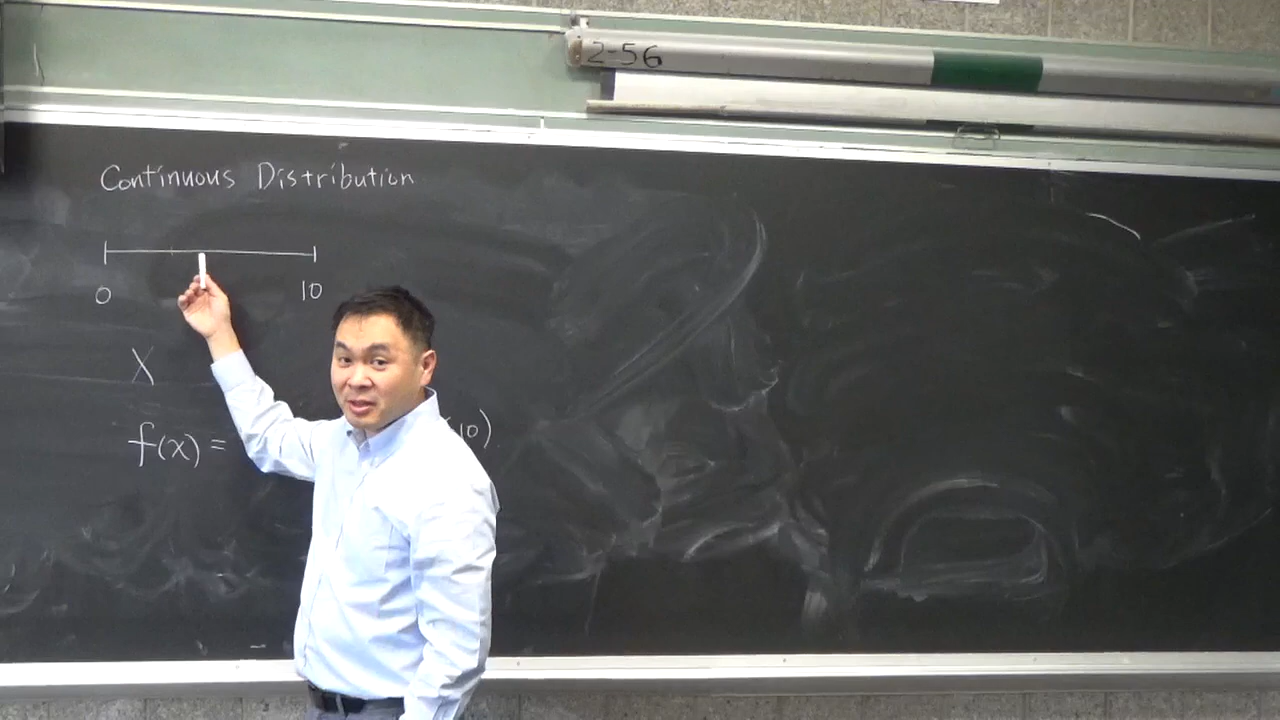 2-56
Continuous Distribution
0 10
X
f(x) = 10)